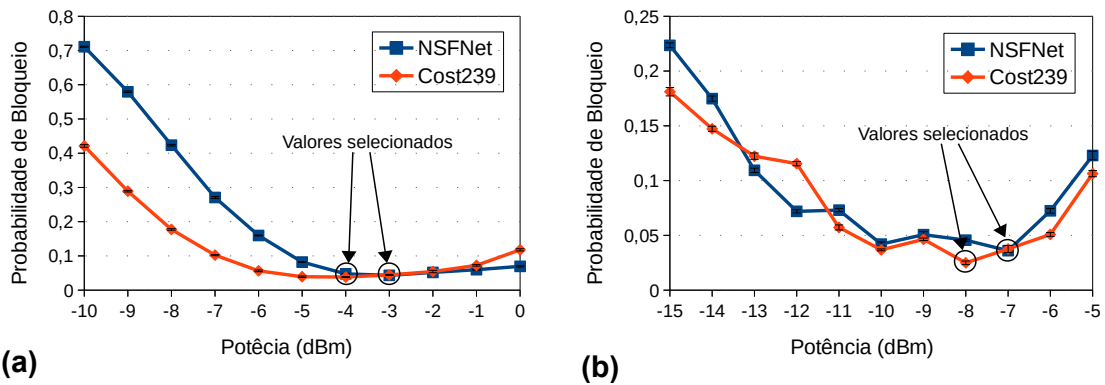 0,8
0,7
0,6
0,5
0,4
0,3
0,2
0,1
0
Probabilidade de Bloqueio
NSFNet
Cost239
Valores selecionados
-10 -9 -8 -7 -6 -5 -4 -3 -2 -1 0
Potêcia (dBm)
(a)
0,25
0,2
0,15
0,1
0,05
0
Probabilidade de Bloqueio
NSFNet
Cost239
Valores selecionados
-15 -14 -13 -12 -11 -10 -9 -8 -7 -6 -5
Potência (dBm)
(b)